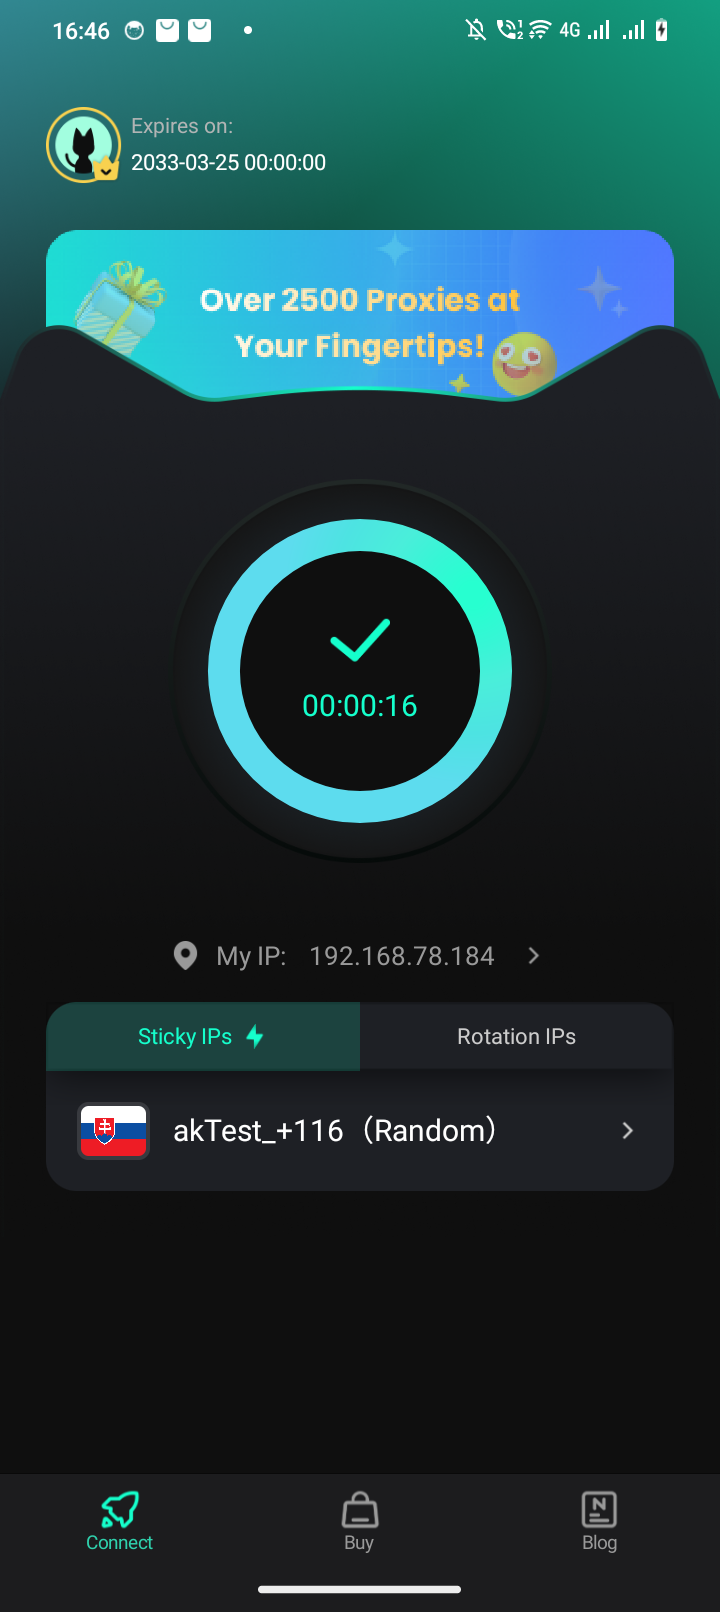 16:46
4G
Expires on:
2033-03-25 00:00:00
Over 2500 Proxies at
Your Fingertips!
00:00:16
My IP: 192.168.78.184
Sticky IPs
Rotation IPs
akTest_+116（Random）
Connect
Buy
Blog